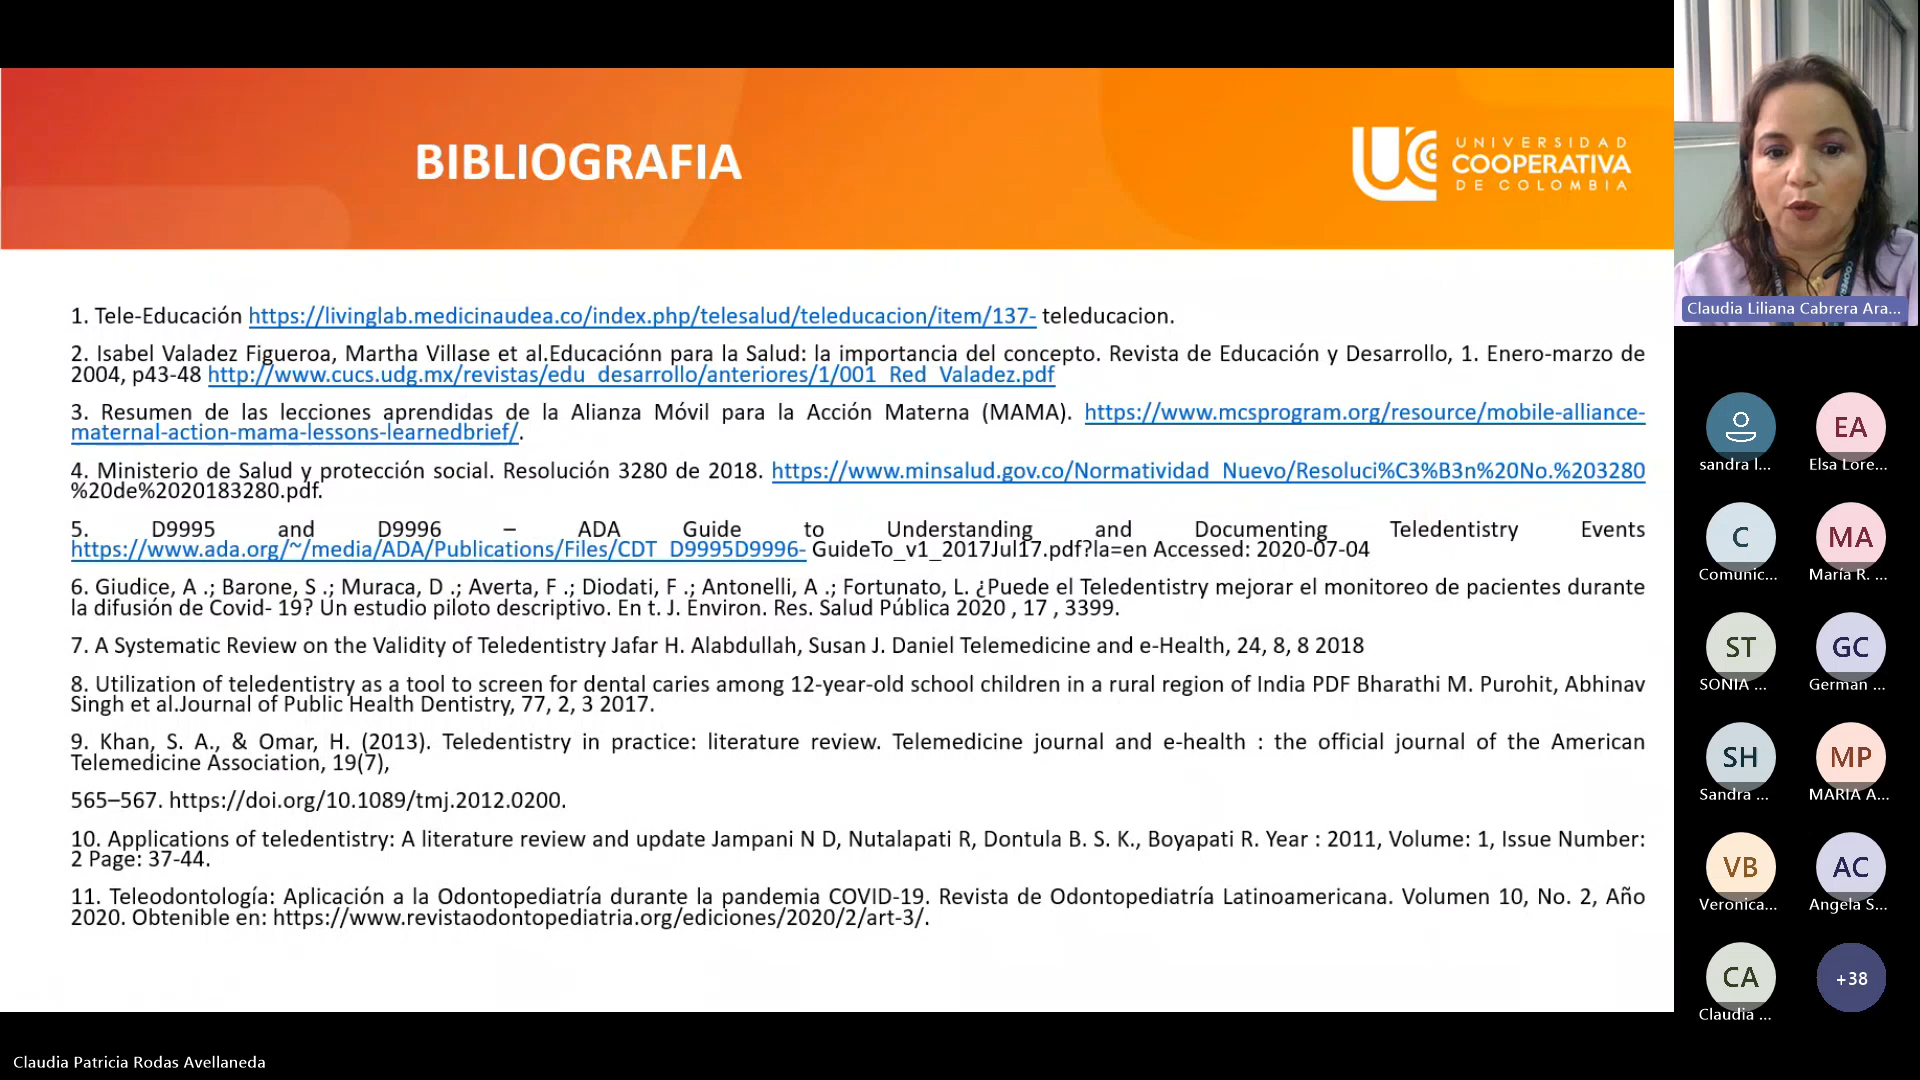 BIBLIOGRAFIA
UNIVERSIDAD
COOPERATIVA
DE COLOMBIA
1. Tele-Educación https://livinglab.medicinaudea.co/index.php/telesalud/teleducacion/item/137- teleducacion.
2. Isabel Valadez Figueroa, Martha Villase et al.Educaciónn para la Salud: la importancia del concepto. Revista de Educación y Desarrollo, 1. Enero-marzo de
2004, p43-48 http://www.cucs.udg.mx/revistas/edu_desarrollo/anteriores/1/001_Red_Valadez.pdf
3. Resumen de las lecciones aprendidas de la Alianza Móvil para la Acción Materna (MAMA). https://www.mcsprogram.org/resource/mobile-alliance-
maternal-action-mama-lessons-learnedbrief/.
4. Ministerio de Salud y protección social. Resolución 3280 de 2018. https://www.minsalud.gov.co/Normatividad_Nuevo/Resoluci%C3%B3n%20No.%203280
%20de%2020183280.pdf.
5. D9995 and D9996 – ADA Guide to Understanding and Documenting Teledentistry Events
https://www.ada.org/~/media/ADA/Publications/Files/CDT_D9995D9996- GuideTo_v1_2017Jul17.pdf?la=en Accessed: 2020-07-04
6. Giudice, A .; Barone, S .; Muraca, D .; Averta, F .; Diodati, F .; Antonelli, A .; Fortunato, L. ¿Puede el Teledentistry mejorar el monitoreo de pacientes durante
la difusión de Covid- 19? Un estudio piloto descriptivo. En t. J. Environ. Res. Salud Pública 2020 , 17 , 3399.
7. A Systematic Review on the Validity of Teledentistry Jafar H. Alabdullah, Susan J. Daniel Telemedicine and e-Health, 24, 8, 8 2018
8. Utilization of teledentistry as a tool to screen for dental caries among 12-year-old school children in a rural region of India PDF Bharathi M. Purohit, Abhinav
Singh et al.Journal of Public Health Dentistry, 77, 2, 3 2017.
9. Khan, S. A., & Omar, H. (2013). Teledentistry in practice: literature review. Telemedicine journal and e-health : the official journal of the American
Telemedicine Association, 19(7),
565–567. https://doi.org/10.1089/tmj.2012.0200.
10. Applications of teledentistry: A literature review and update Jampani N D, Nutalapati R, Dontula B. S. K., Boyapati R. Year : 2011, Volume: 1, Issue Number:
2 Page: 37-44.
11. Teleodontología: Aplicación a la Odontopediatría durante la pandemia COVID-19. Revista de Odontopediatría Latinoamericana. Volumen 10, No. 2, Año
2020. Obtenible en: https://www.revistaodontopediatria.org/ediciones/2020/2/art-3/.
Claudia Liliana Cabrera Ara...
EA
sandra l...
Elsa Lore...
C
MA
Comunic...
María R. ...
ST
GC
SONIA ...
German ...
SH
MP
Sandra ...
MARIA A...
VB
AC
Veronica...
Angela S...
CA
+38
Claudia ...
Claudia Patricia Rodas Avellaneda